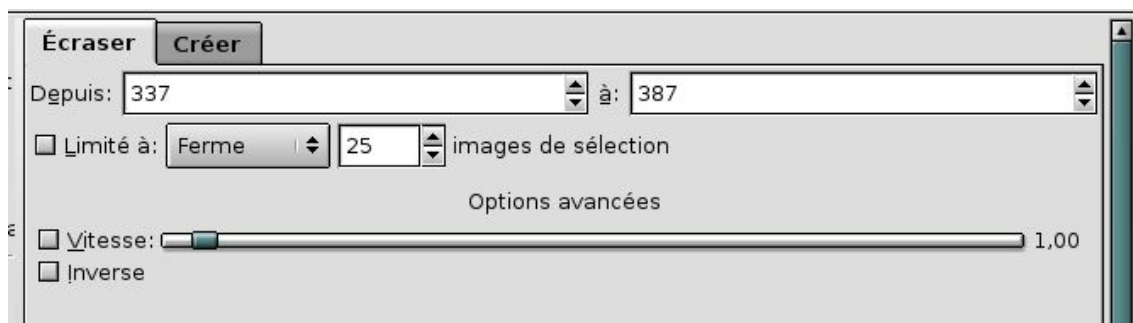 Écraser Créer
Depuis: 337 à: 387
Limité à: Ferme 25 images de sélection
Options avancées
Vitesse: 1,00
Inverse